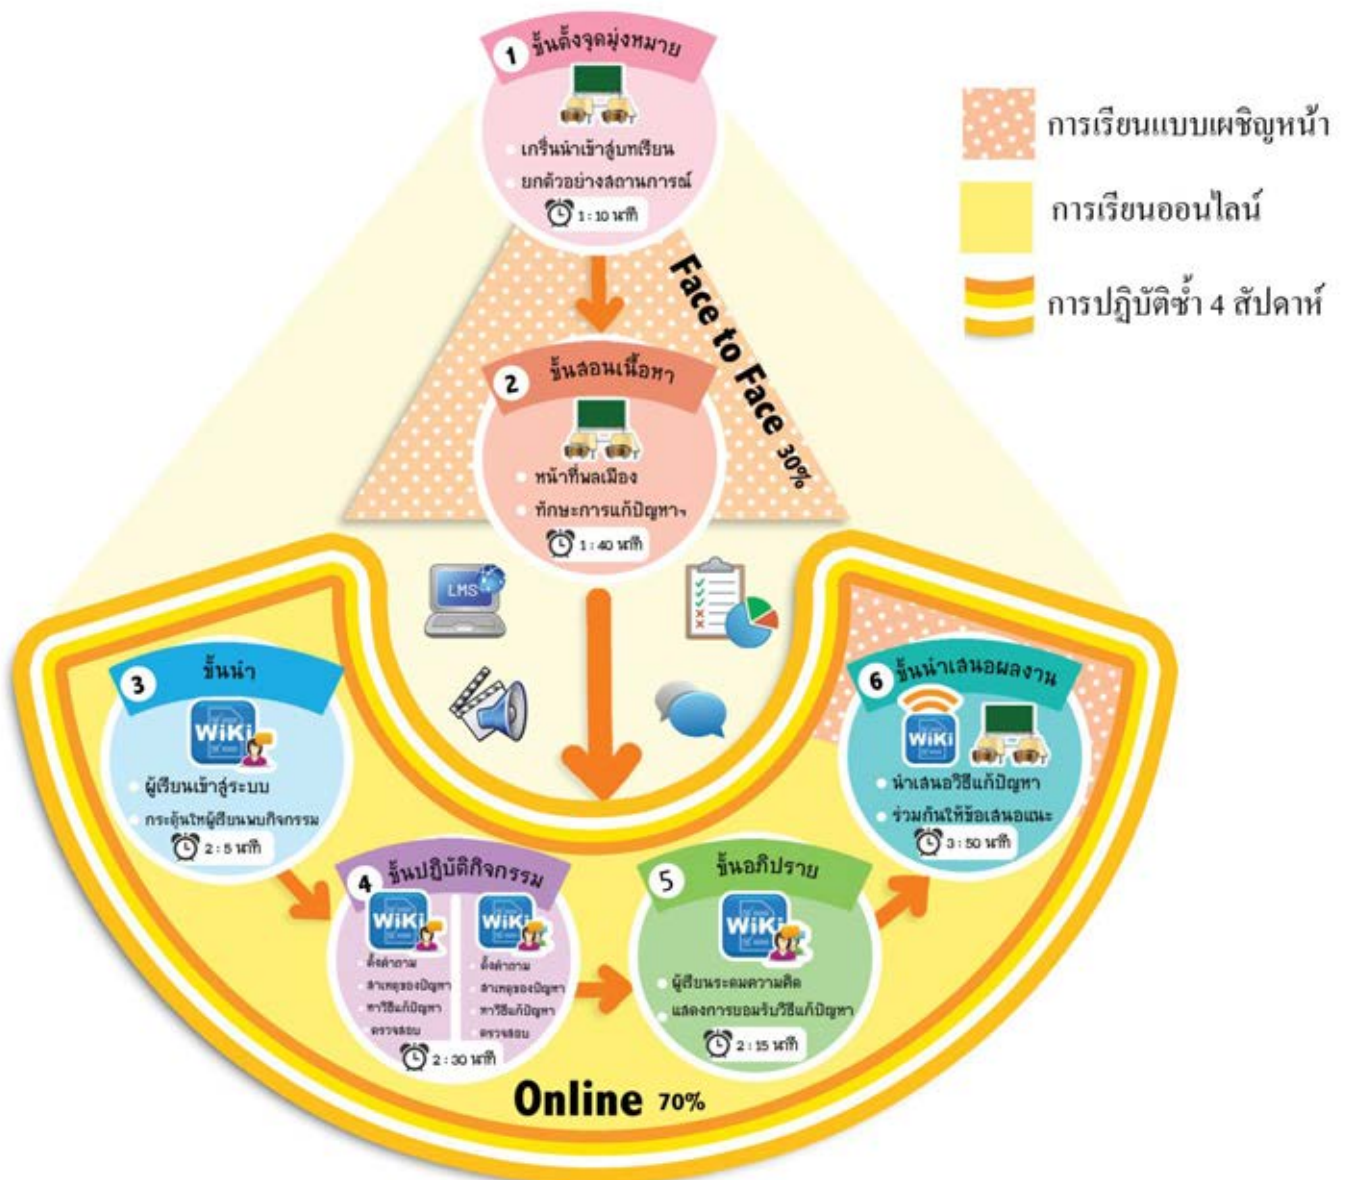 1 ขั้นตั้งจุดมุ่งหมาย
เกริ่นนำเข้าสู่บทเรียน
ยกตัวอย่างสถานการณ์
1 : 10 นาที
การเรียนแบบเผชิญหน้า
การเรียนออนไลน์
การปฏิบัติซ้ำ 4 สัปดาห์
Face to Face 30%
2 ขั้นสอนเนื้อหา
หน้าที่พลเมือง
ทักษะการแก้ปัญหาฯ
1 : 40 นาที
LMS
3 ขั้นนำ
WiKi
ผู้เรียนเข้าสู่ระบบ
กระตุ้นให้ผู้เรียนพบกิจกรรม
2 : 5 นาที
4 ขั้นปฏิบัติกิจกรรม
WiKi
ตั้งคำถาม
สาเหตุของปัญหา
หาวิธีแก้ปัญหา
ตรวจสอบ
WiKi
ตั้งคำถาม
สาเหตุของปัญหา
หาวิธีแก้ปัญหา
ตรวจสอบ
2 : 30 นาที
5 ขั้นอภิปราย
WiKi
ผู้เรียนระดมความคิด
แสดงการยอมรับวิธีแก้ปัญหา
2 : 15 นาที
6 ขั้นนำเสนอผลงาน
WiKi
นำเสนอวิธีแก้ปัญหา
ร่วมกันให้ข้อเสนอแนะ
3 : 50 นาที
Online 70%